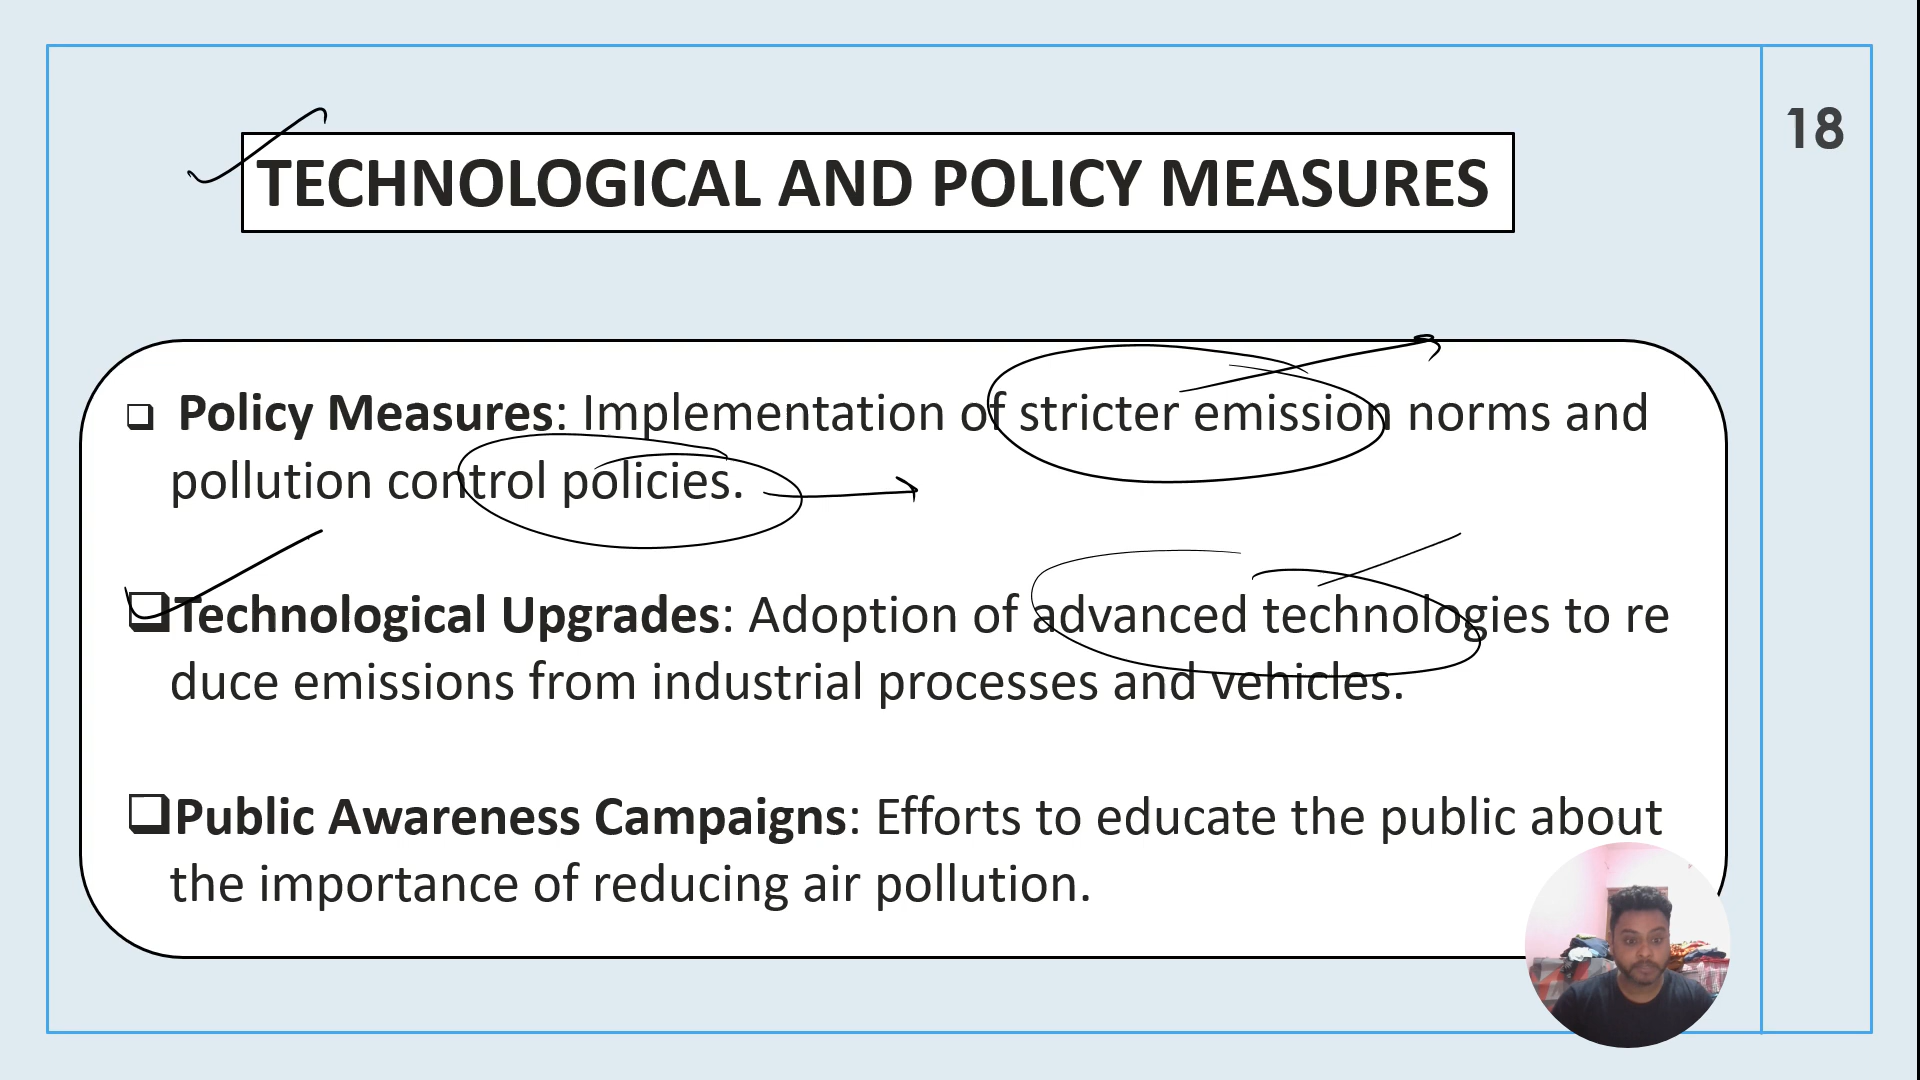 18
TECHNOLOGICAL AND POLICY MEASURES
Policy Measures: Implementation of stricter emission norms and
pollution control policies.
Technological Upgrades: Adoption of advanced technologies to re
duce emissions from industrial processes and vehicles.
Public Awareness Campaigns: Efforts to educate the public about
the importance of reducing air pollution.